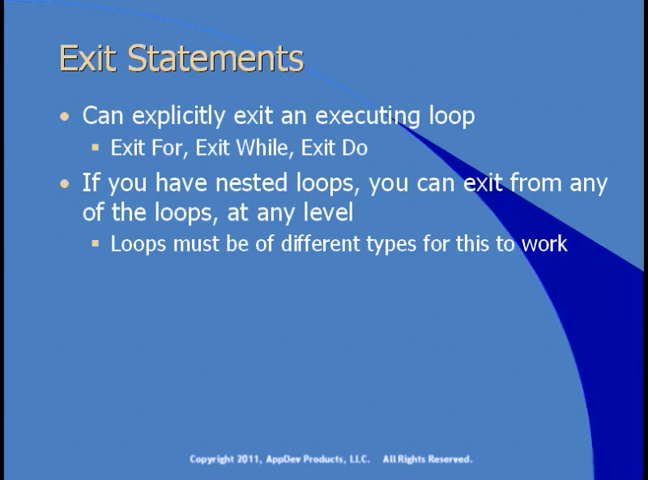 Exit Statements
• Can explicitly exit an executing loop
▪ Exit For, Exit While, Exit Do
• If you have nested loops, you can exit from any
of the loops, at any level
▪ Loops must be of different types for this to work
Copyright 2011, AppDev Products, LLC. All Rights Reserved.